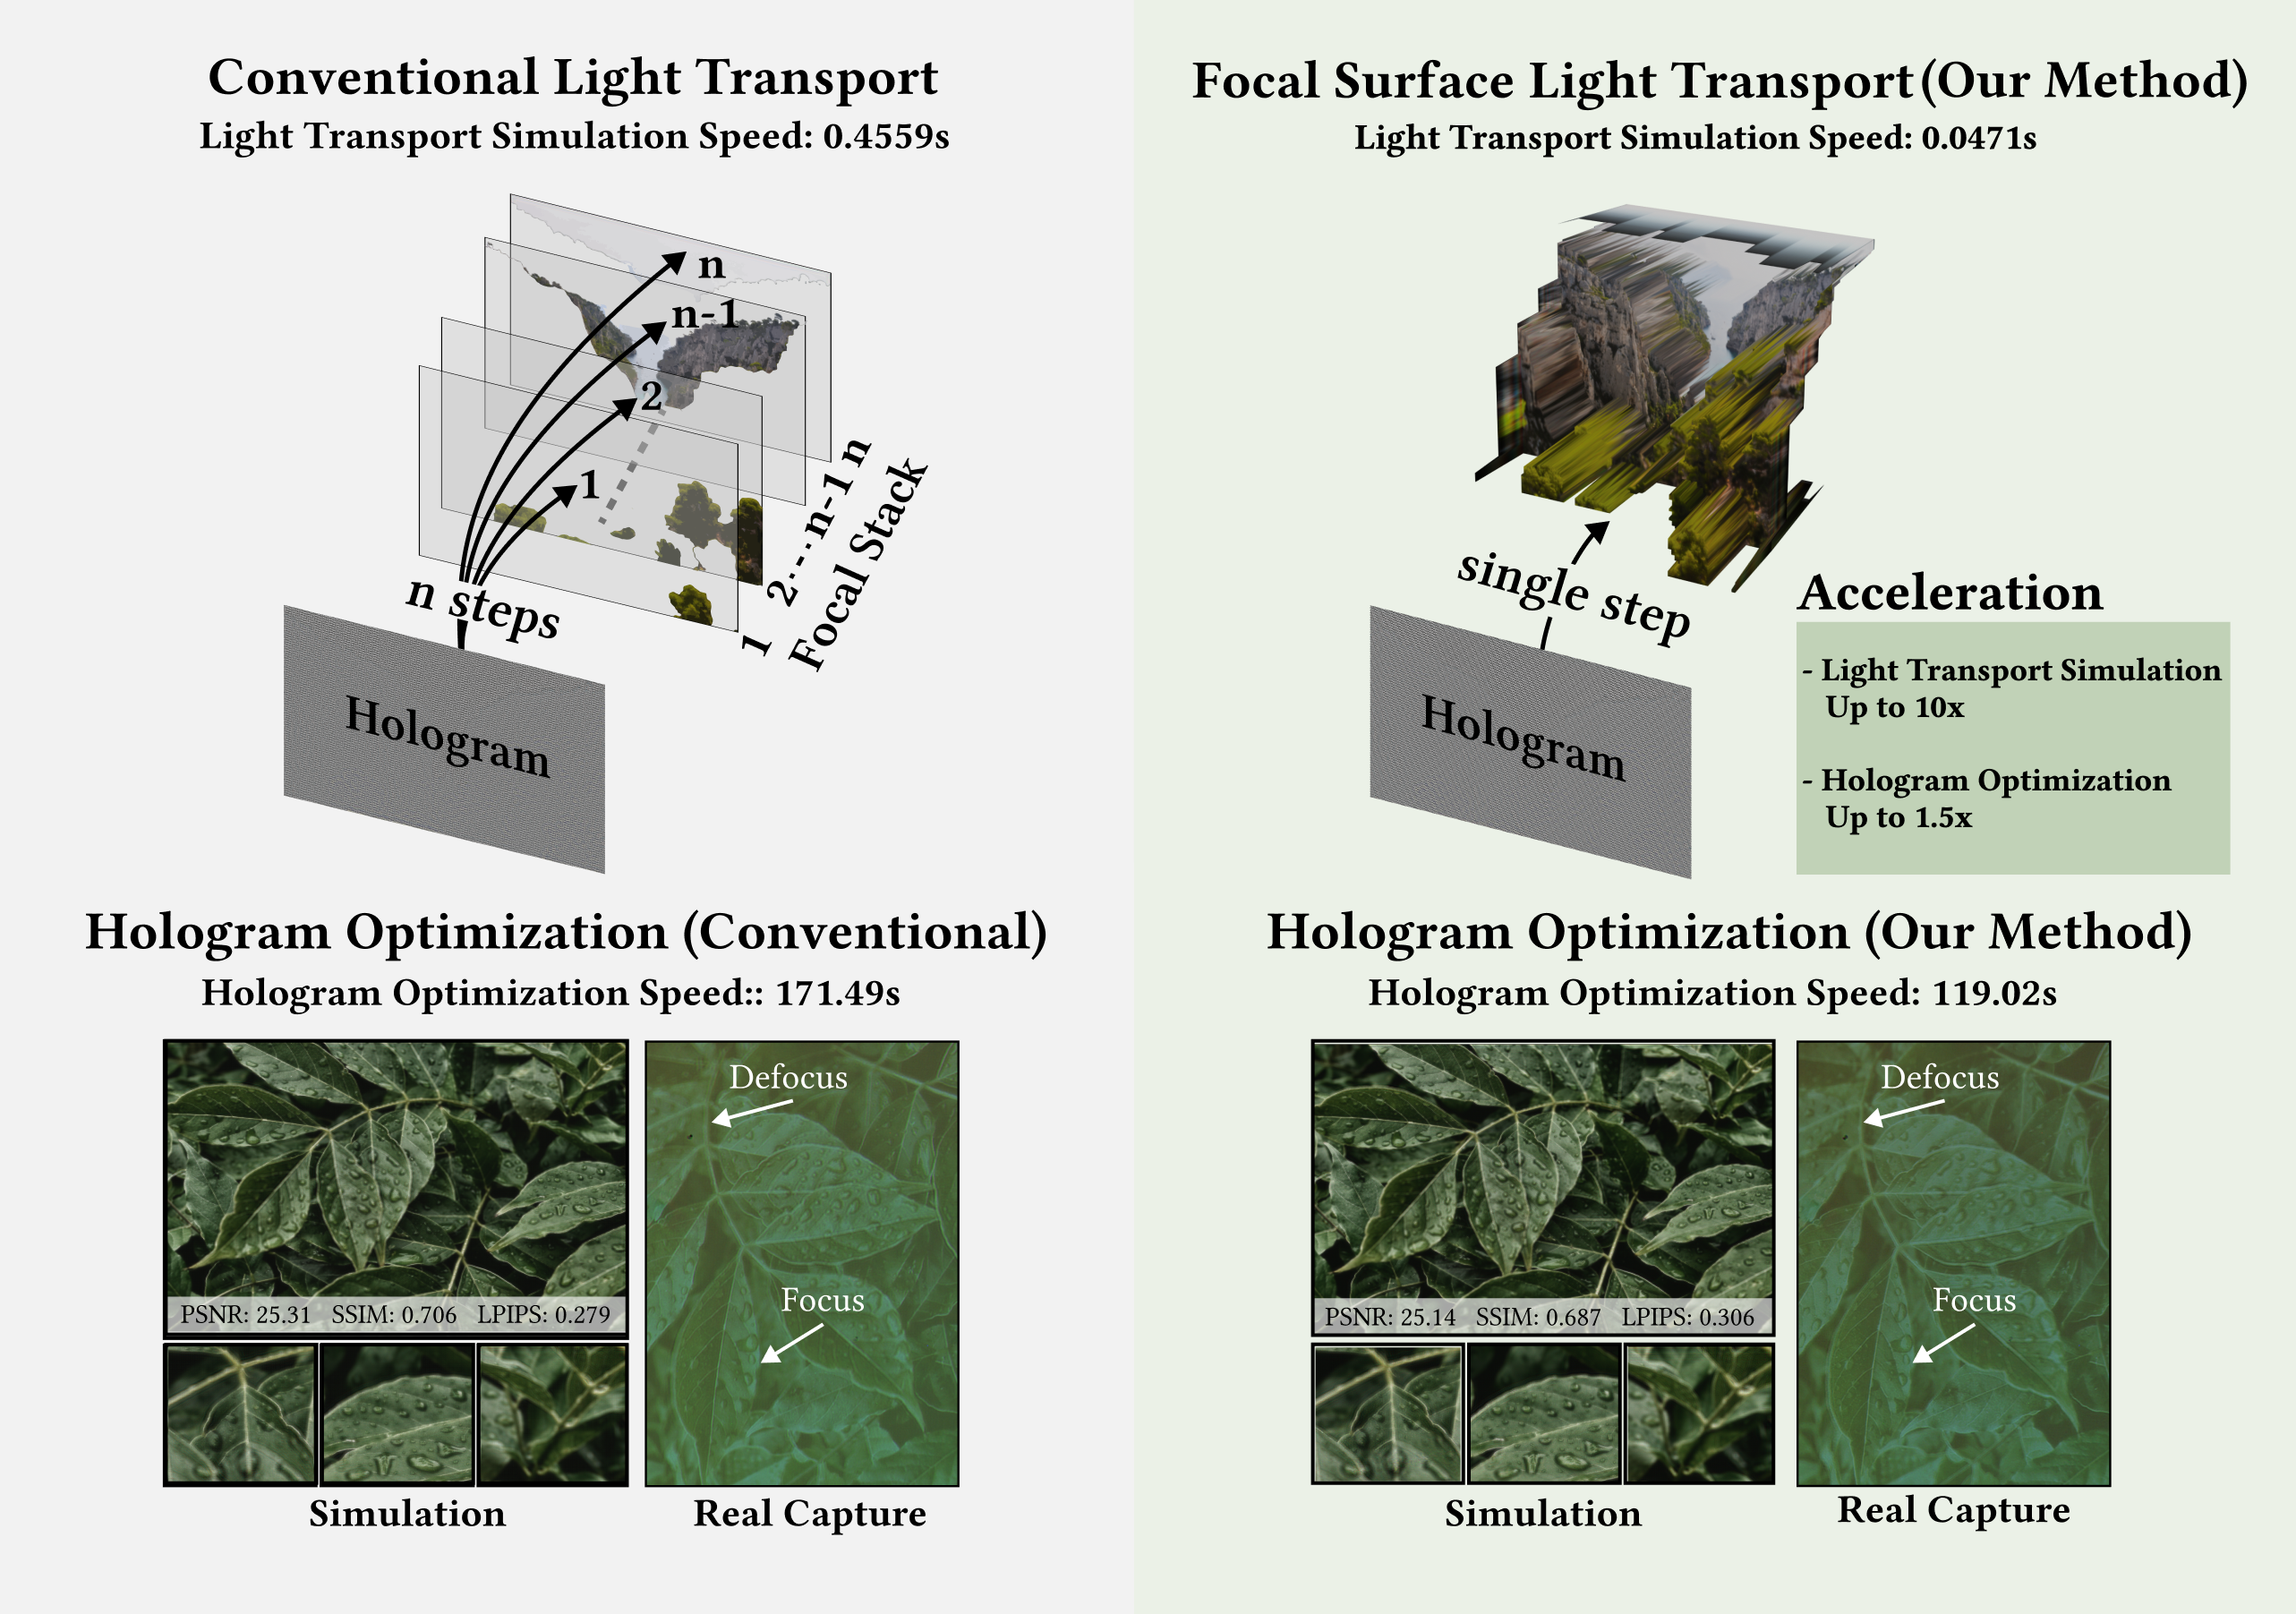 Conventional Light Transport
Light Transport Simulation Speed: 0.4559s
n
n-1
2
1
n steps
Hologram
1 2---n-1 n
Focal Stack
Focal Surface Light Transport (Our Method)
Light Transport Simulation Speed: 0.0471s
single step
Hologram
Acceleration
- Light Transport Simulation
Up to 10x
- Hologram Optimization
Up to 1.5x
Hologram Optimization (Conventional)
Hologram Optimization Speed:: 171.49s
PSNR: 25.31 SSIM: 0.706 LPIPS: 0.279
Defocus
Focus
Simulation
Real Capture
Hologram Optimization (Our Method)
Hologram Optimization Speed: 119.02s
PSNR: 25.14 SSIM: 0.687 LPIPS: 0.306
Defocus
Focus
Simulation
Real Capture